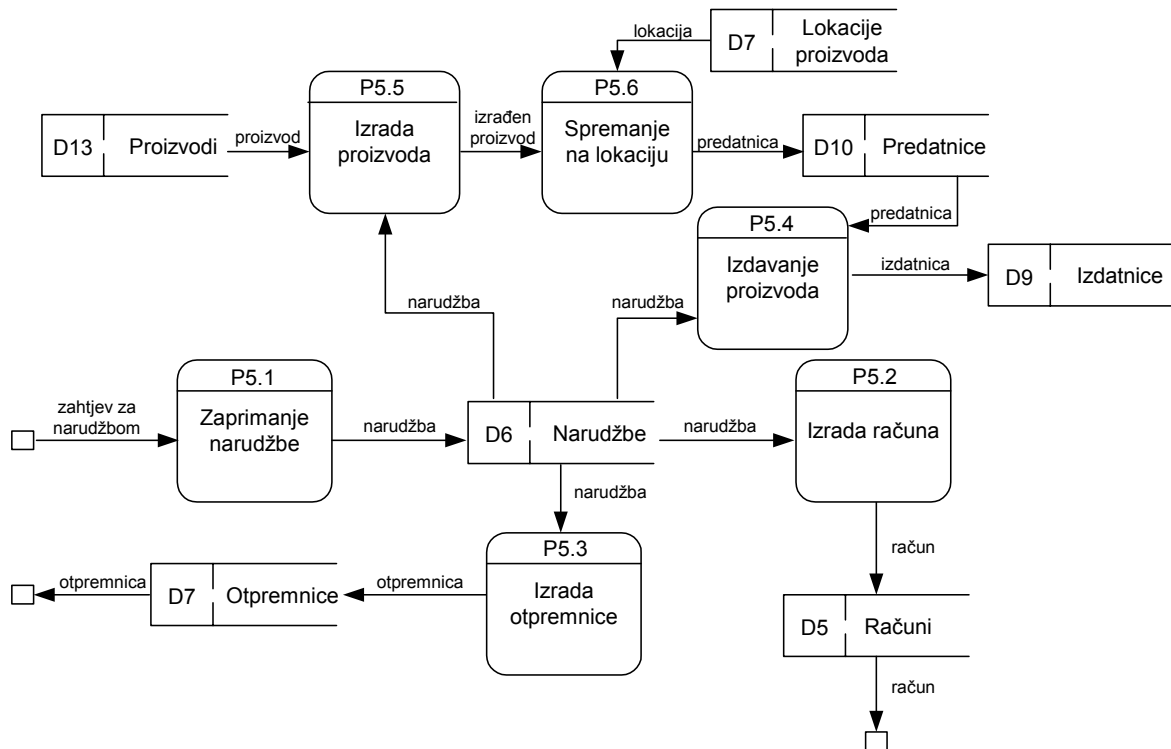 lokacija
D7
Lokacije
proizvoda
P5.5
Izrada
proizvoda
P5.6
Spremanje
na lokaciju
D13
Proizvodi
proizvod
izrađen
proizvod
predatnica
D10
Predatnice
predatnica
P5.4
Izdavanje
proizvoda
izdatnica
D9
Izdatnice
narudžba
narudžba
P5.1
Zaprimanje
narudžbe
zahtjev za
narudžbom
narudžba
D6
Narudžbe
narudžba
P5.2
Izrada računa
narudžba
P5.3
Izrada
otpremnice
otpremnica
D7
Otpremnice
otpremnica
račun
D5
Računi
račun